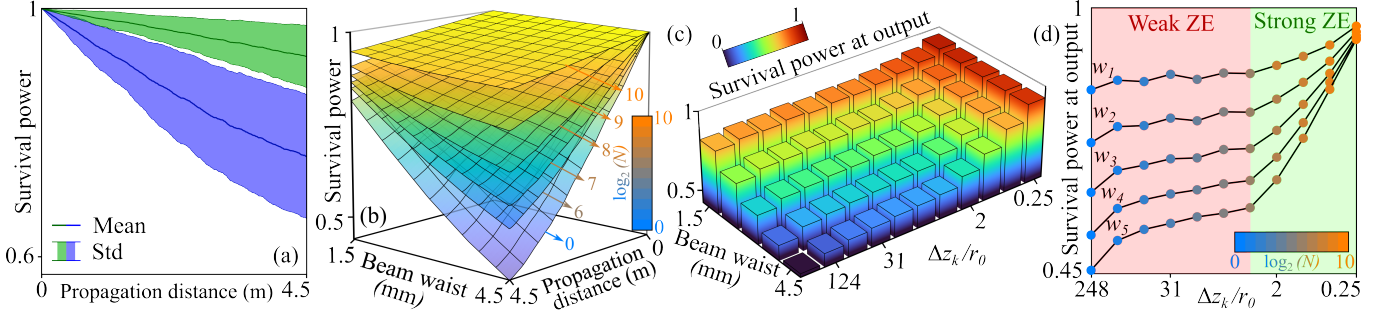 1
Survival power
Mean
Std
(a)
0.6
0
Propagation distance (m)
4.5
1
Survival power
0.5
(b)
1.5
Beam waist
(mm)
4.5
4.5
Propagation
distance (m)
0
10
9
8
7
6
0
10
log₂ (N)
0
(c)
0
1
Survival power at output
1
0.5
1.5
Beam waist
(mm)
4.5
124
31
2
0.25
Δzₖ/r₀
(d)
1
Weak ZE
Strong ZE
Survival power at output
w₁
w₂
w₃
w₄
w₅
0
log₂ (N)
10
0.45
248
31
Δzₖ/r₀
2
0.25